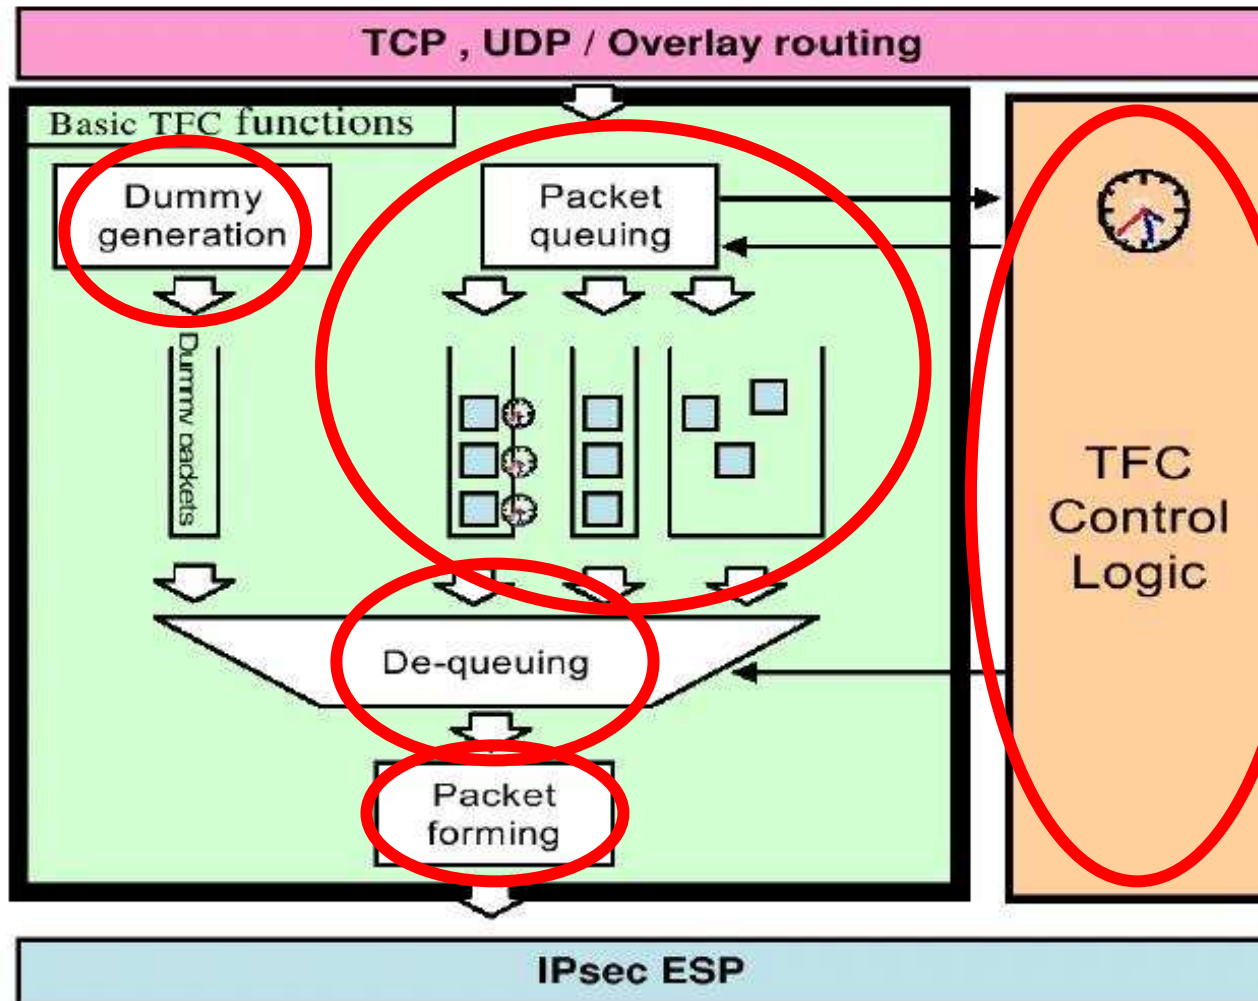 TCP , UDP / Overlay routing
Basic TFC functions
Dummy
generation
Packet
queuing
Dummy packets
TFC
Control
Logic
De-queuing
Packet
forming
IPsec ESP